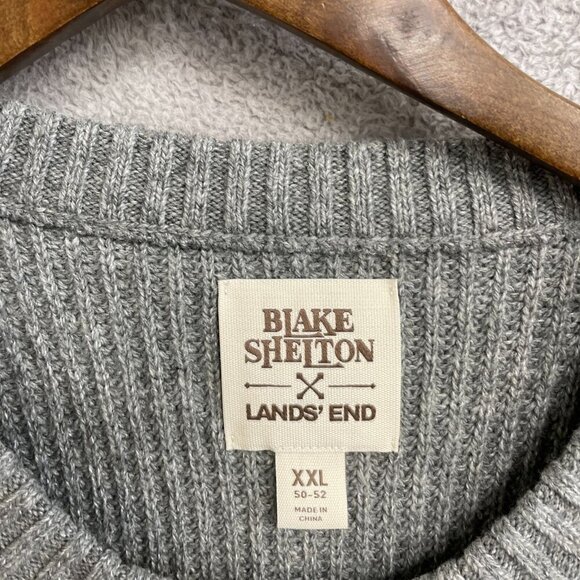 BLAKE
SHELTON
X
LANDS' END
XXL
50-52
MADE IN
CHINA